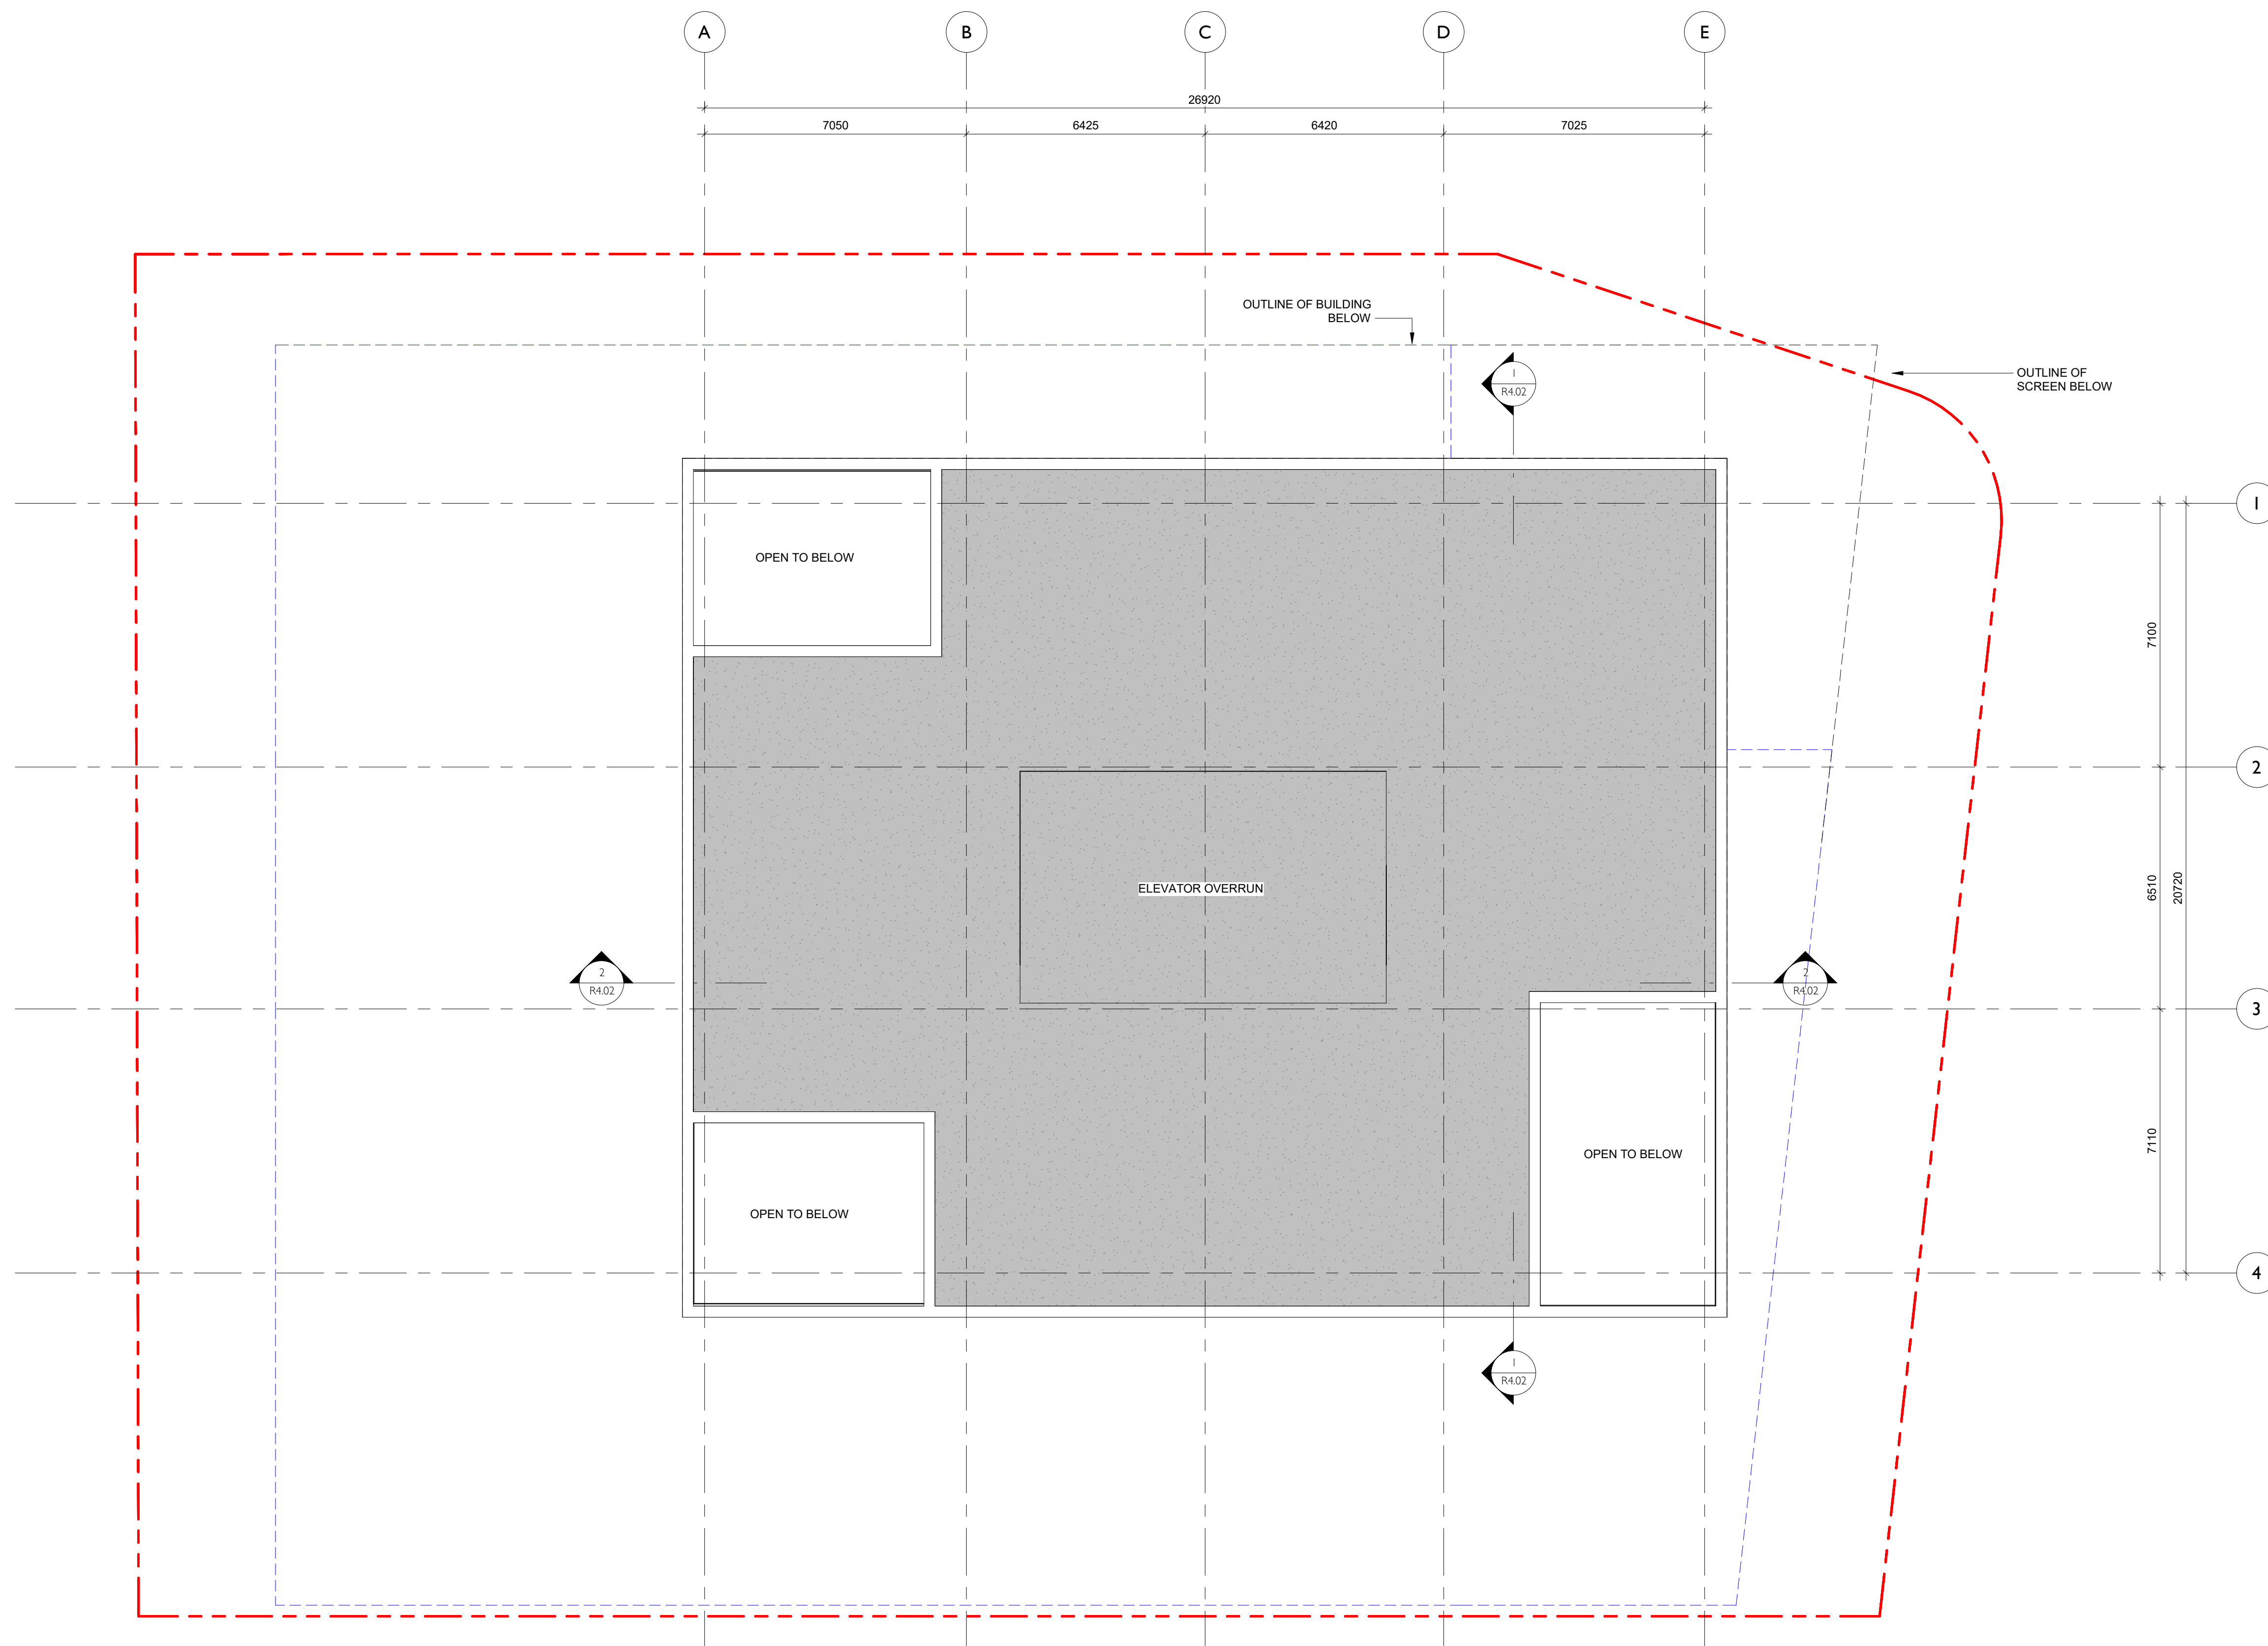 A
B
C
D
E
26920
7050
6425
6420
7025
OUTLINE OF BUILDING
BELOW
OUTLINE OF
SCREEN BELOW
1
R4.02
1
OPEN TO BELOW
7100
2
ELEVATOR OVERRUN
6510
20720
2
R4.02
2
R4.02
3
OPEN TO BELOW
7110
OPEN TO BELOW
4
1
R4.02